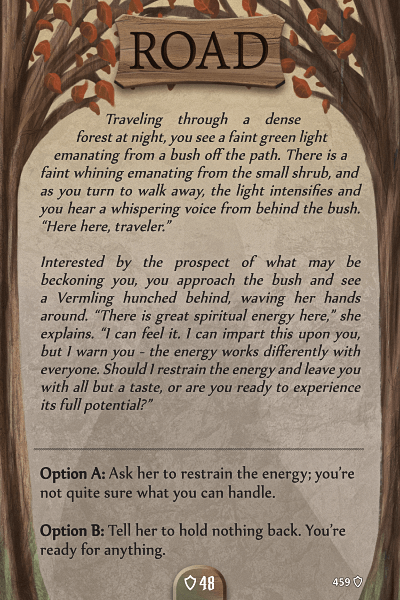 ROAD
Traveling through a dense
forest at night, you see a faint green light
emanating from a bush off the path. There is a
faint whining emanating from the small shrub, and
as you turn to walk away, the light intensifies and
you hear a whispering voice from behind the bush.
“Here here, traveler.”
Interested by the prospect of what may be
beckoning you, you approach the bush and see
a Vermling hunched behind, waving her hands
around. “There is great spiritual energy here,” she
explains. “I can feel it. I can impart this upon you,
but I warn you - the energy works differently with
everyone. Should I restrain the energy and leave you
with all but a taste, or are you ready to experience
its full potential?”
Option A: Ask her to restrain the energy; you’re
not quite sure what you can handle.
Option B: Tell her to hold nothing back. You’re
ready for anything.
48
459